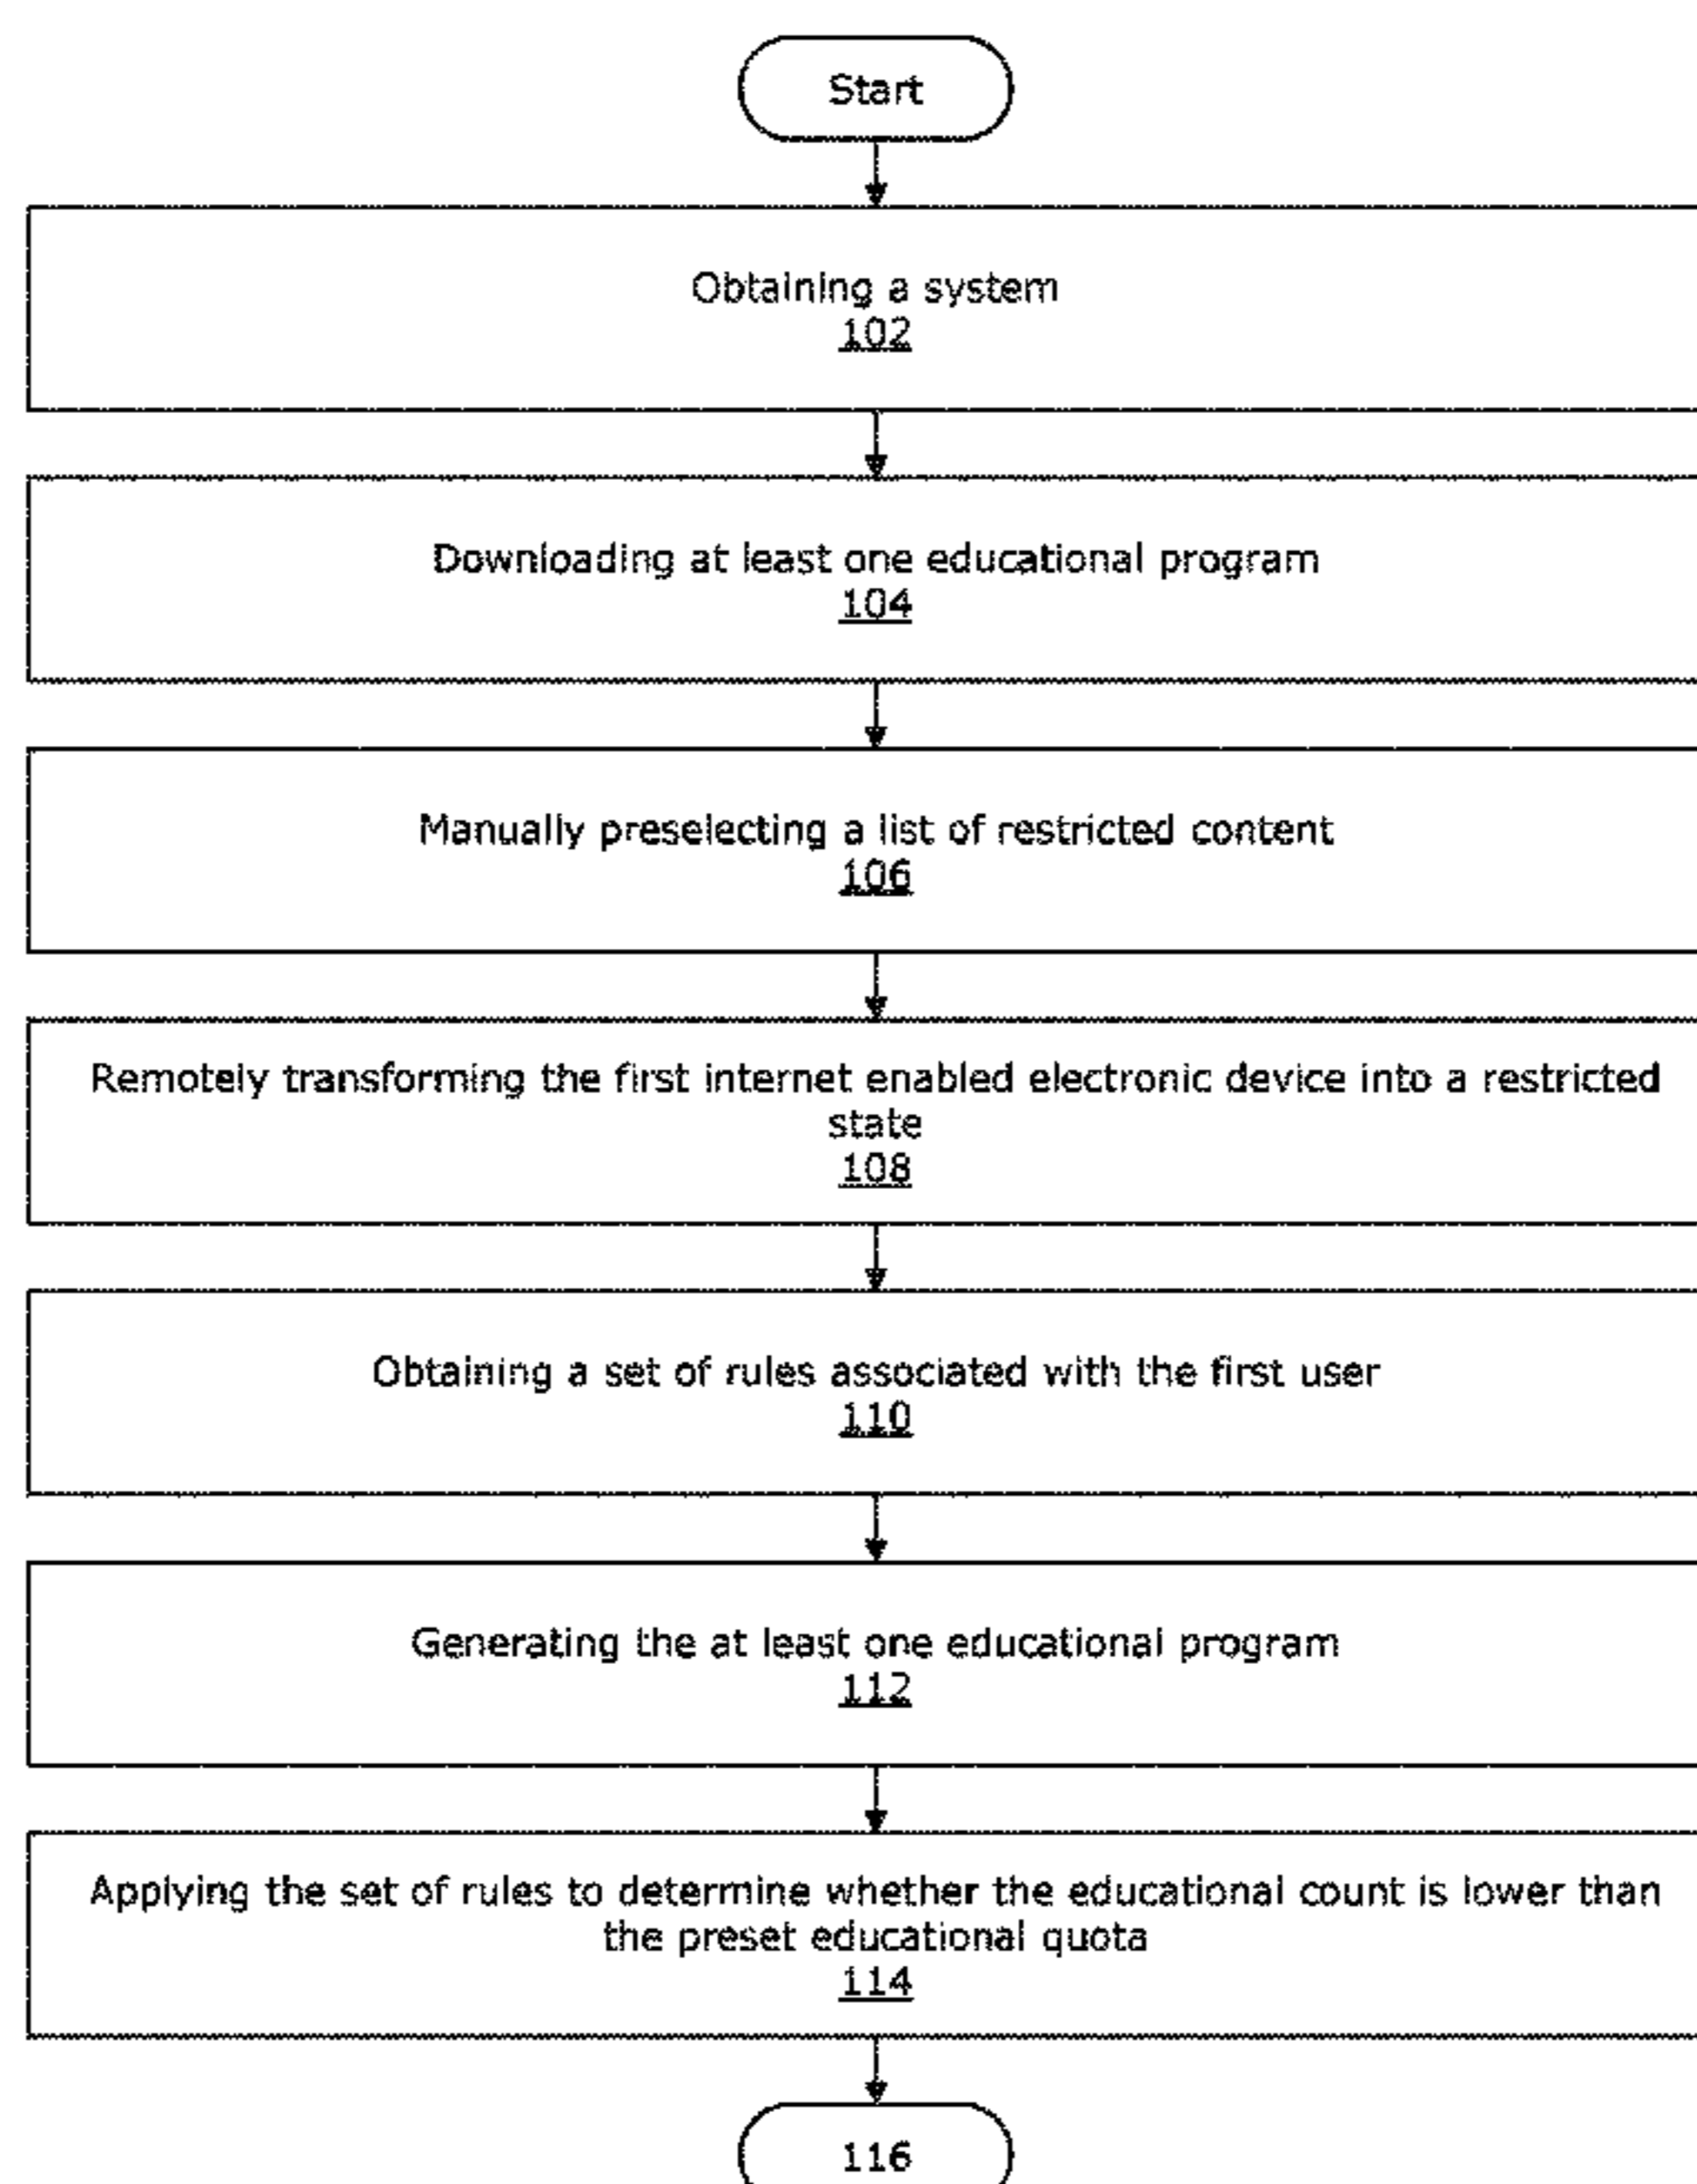 Start
Obtaining a system
102
Downloading at least one educational program
104
Manually preselecting a list of restricted content
106
Remotely transforming the first internet enabled electronic device into a restricted
state
108
Obtaining a set of rules associated with the first user
110
Generating the at least one educational program
112
Applying the set of rules to determine whether the educational count is lower than
the preset educational quota
114
116